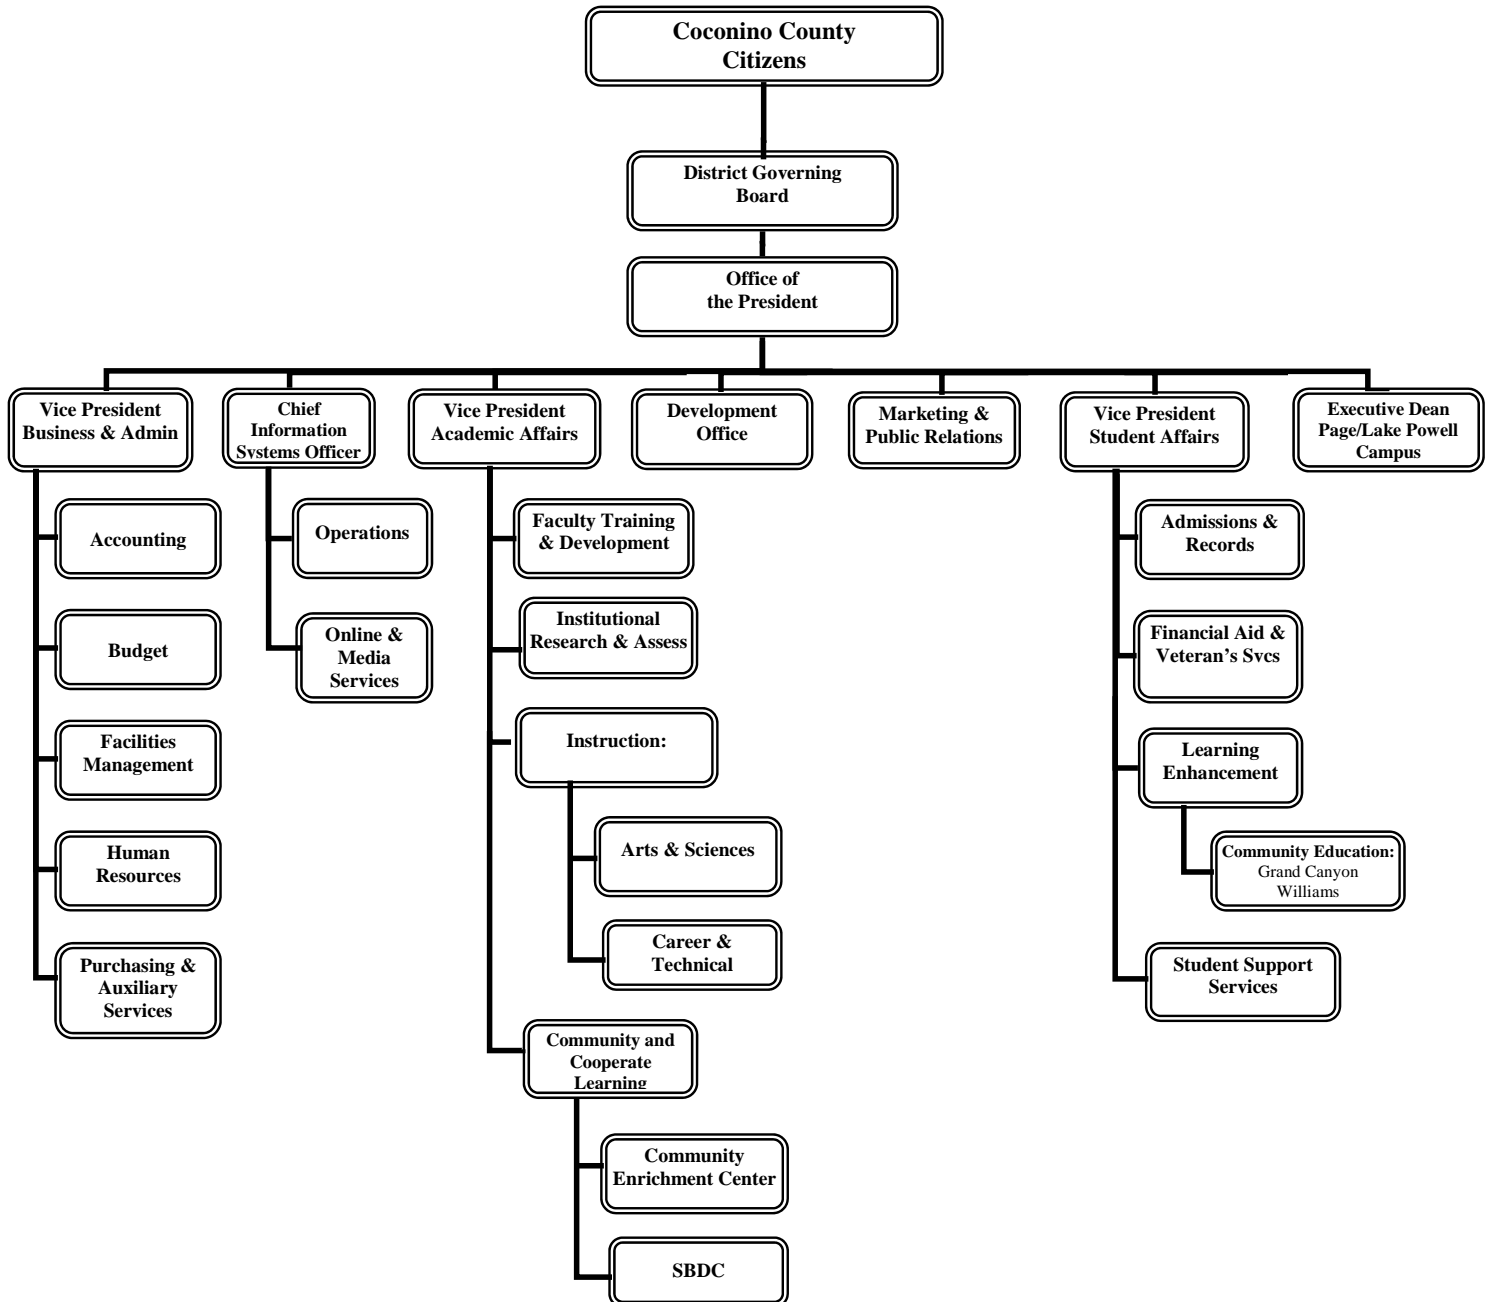 Coconino County
Citizens
District Governing
Board
Office of
the President
Vice President
Business & Admin
Chief
Information
Systems Officer
Vice President
Academic Affairs
Development
Office
Marketing &
Public Relations
Vice President
Student Affairs
Executive Dean
Page/Lake Powell
Campus
Accounting
Budget
Facilities
Management
Human
Resources
Purchasing &
Auxiliary
Services
Operations
Online &
Media
Services
Faculty Training
& Development
Institutional
Research & Assess
Instruction:
Arts & Sciences
Career &
Technical
Community and
Cooperate
Learning
Community
Enrichment Center
SBDC
Admissions &
Records
Financial Aid &
Veteran's Svcs
Learning
Enhancement
Community Education:
Grand Canyon
Williams
Student Support
Services